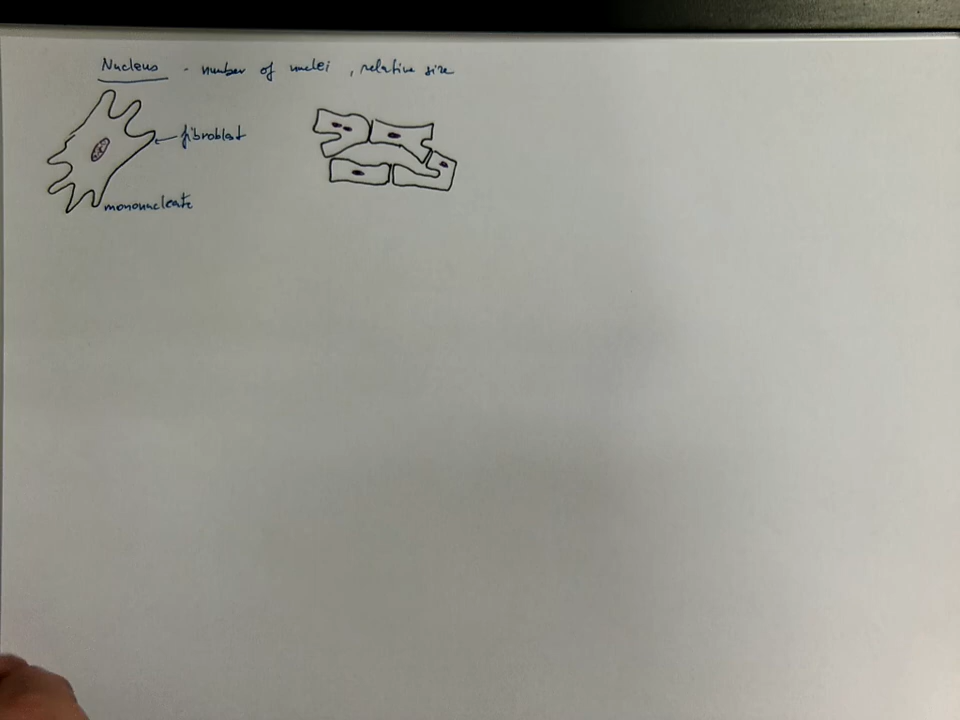 Nucleus - number of nuclei, relative size
fibroblast
mononucleate